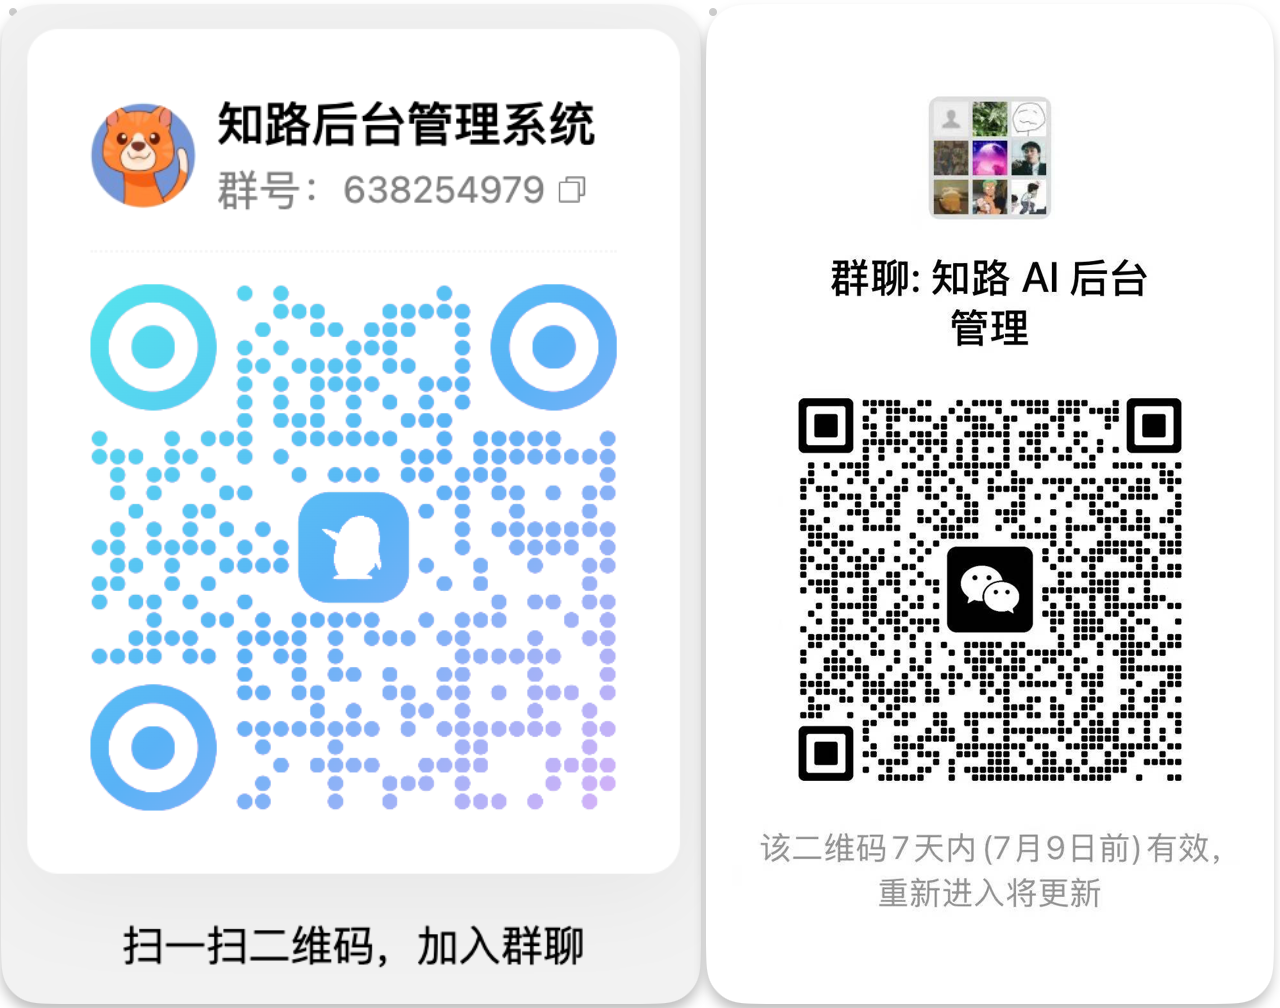 知路后台管理系统
群号：638254979
扫一扫二维码，加入群聊
群聊: 知路 AI 后台
管理
该二维码7天内(7月9日前)有效，
重新进入将更新